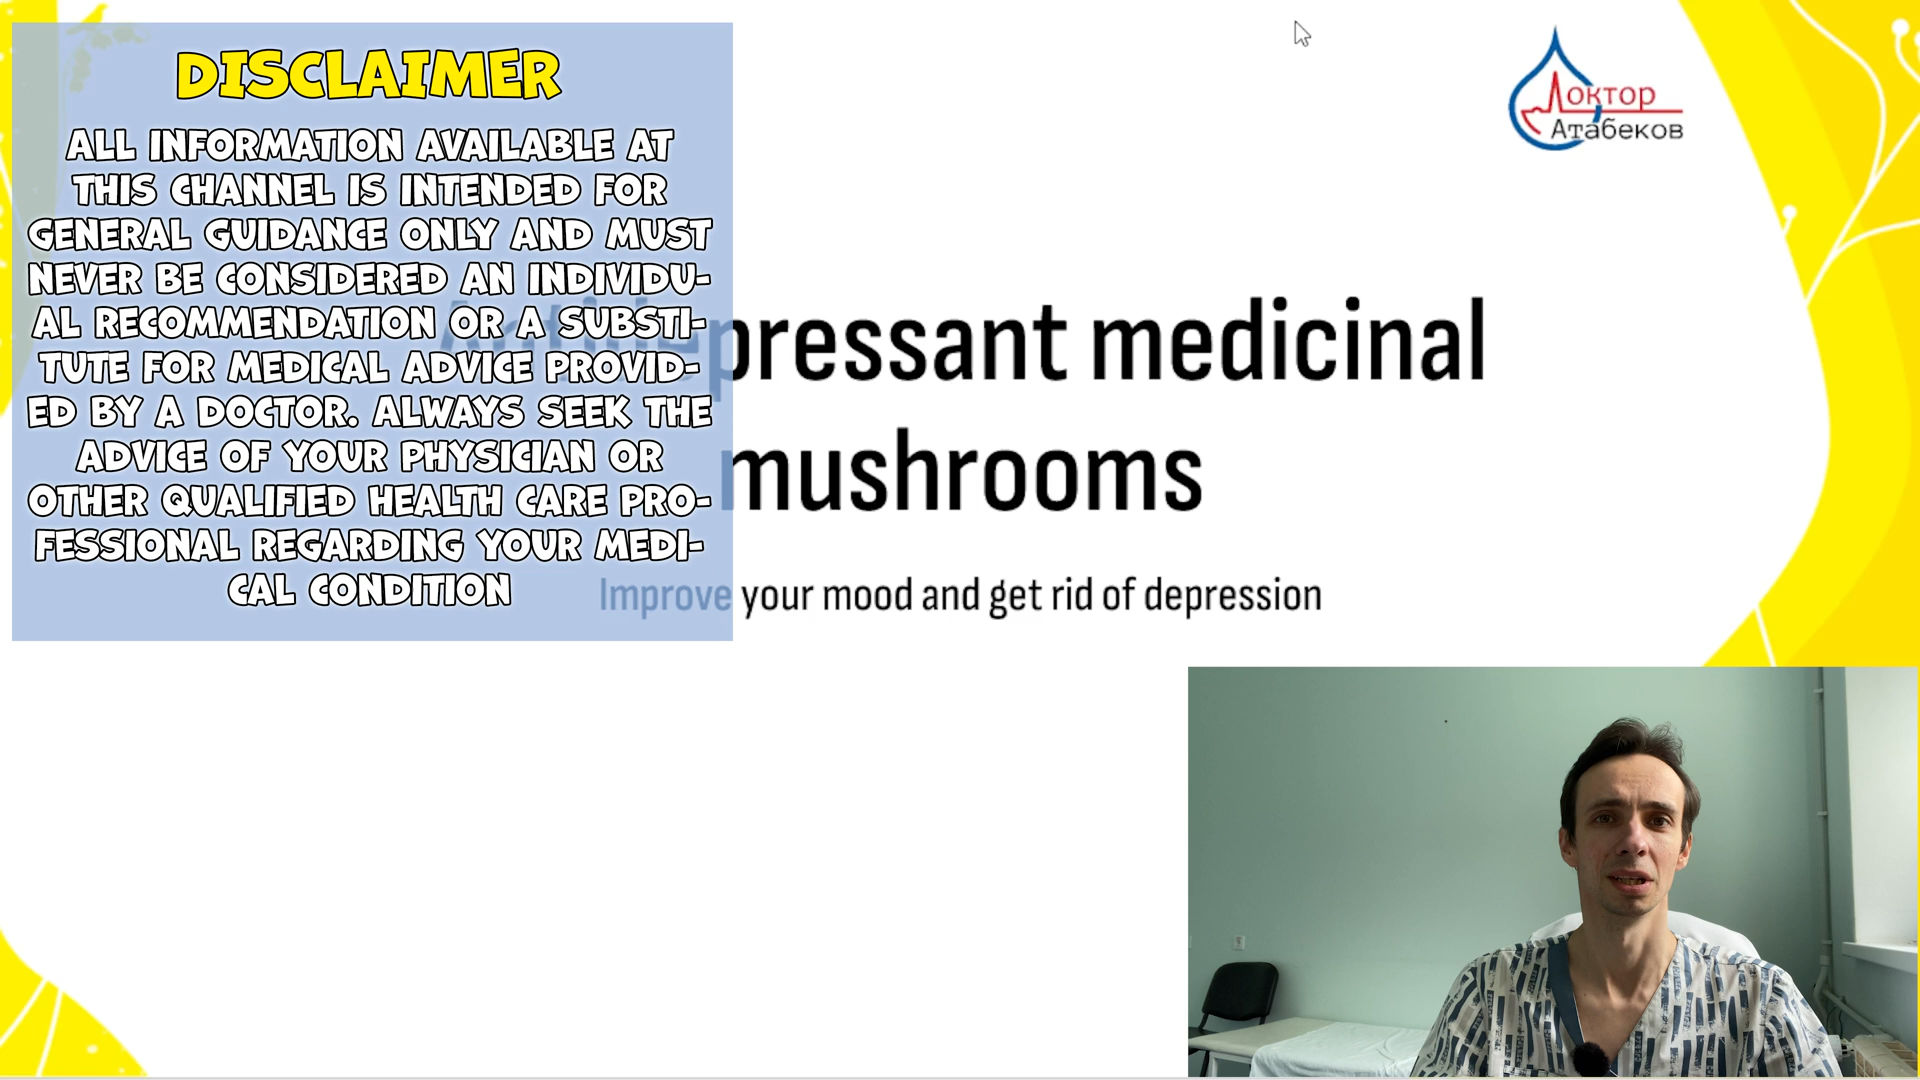 DISCLAIMER
ALL INFORMATION AVAILABLE AT
THIS CHANNEL IS INTENDED FOR
GENERAL GUIDANCE ONLY AND MUST
NEVER BE CONSIDERED AN INDIVIDU-
AL RECOMMENDATION OR A SUBSTI-
TUTE FOR MEDICAL ADVICE PROVID-
ED BY A DOCTOR. ALWAYS SEEK THE
ADVICE OF YOUR PHYSICIAN OR
OTHER QUALIFIED HEALTH CARE PRO-
FESSIONAL REGARDING YOUR MEDI-
CAL CONDITION
Доктор
Атабеков
Antidepressant medicinal
mushrooms
Improve your mood and get rid of depression